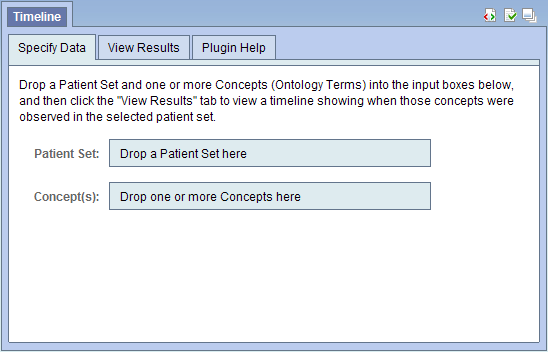 Timeline
Specify Data View Results Plugin Help
Drop a Patient Set and one or more Concepts (Ontology Terms) into the input boxes below,
and then click the "View Results" tab to view a timeline showing when those concepts were
observed in the selected patient set.
Patient Set: Drop a Patient Set here
Concept(s): Drop one or more Concepts here